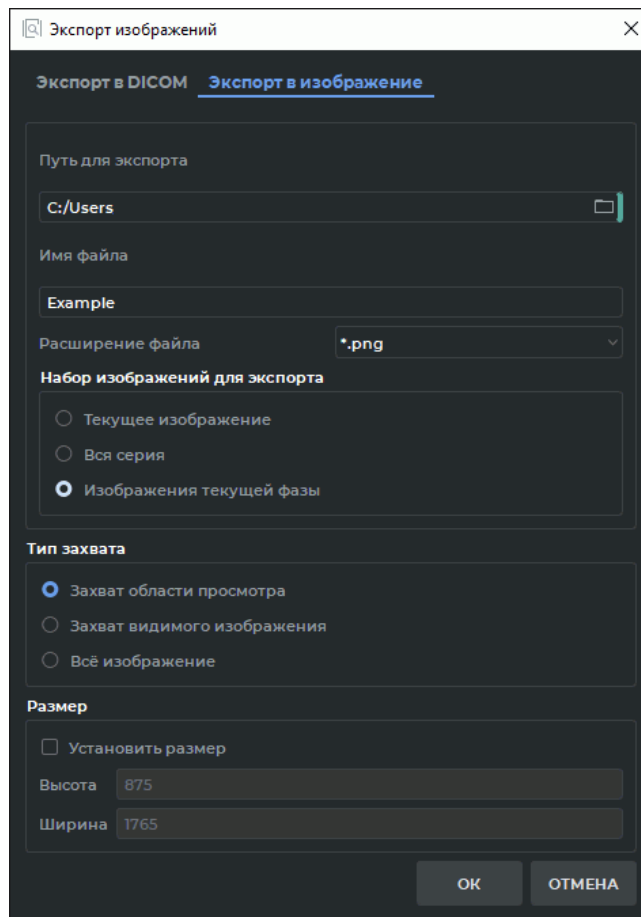 Экспорт изображений
Экспорт в DICOM Экспорт в изображение
Путь для экспорта
C:/Users
Имя файла
Example
Расширение файла *.png
Набор изображений для экспорта
Текущее изображение
Вся серия
Изображения текущей фазы
Тип захвата
Захват области просмотра
Захват видимого изображения
Всё изображение
Размер
Установить размер
Высота 875
Ширина 1765
ОК ОТМЕНА